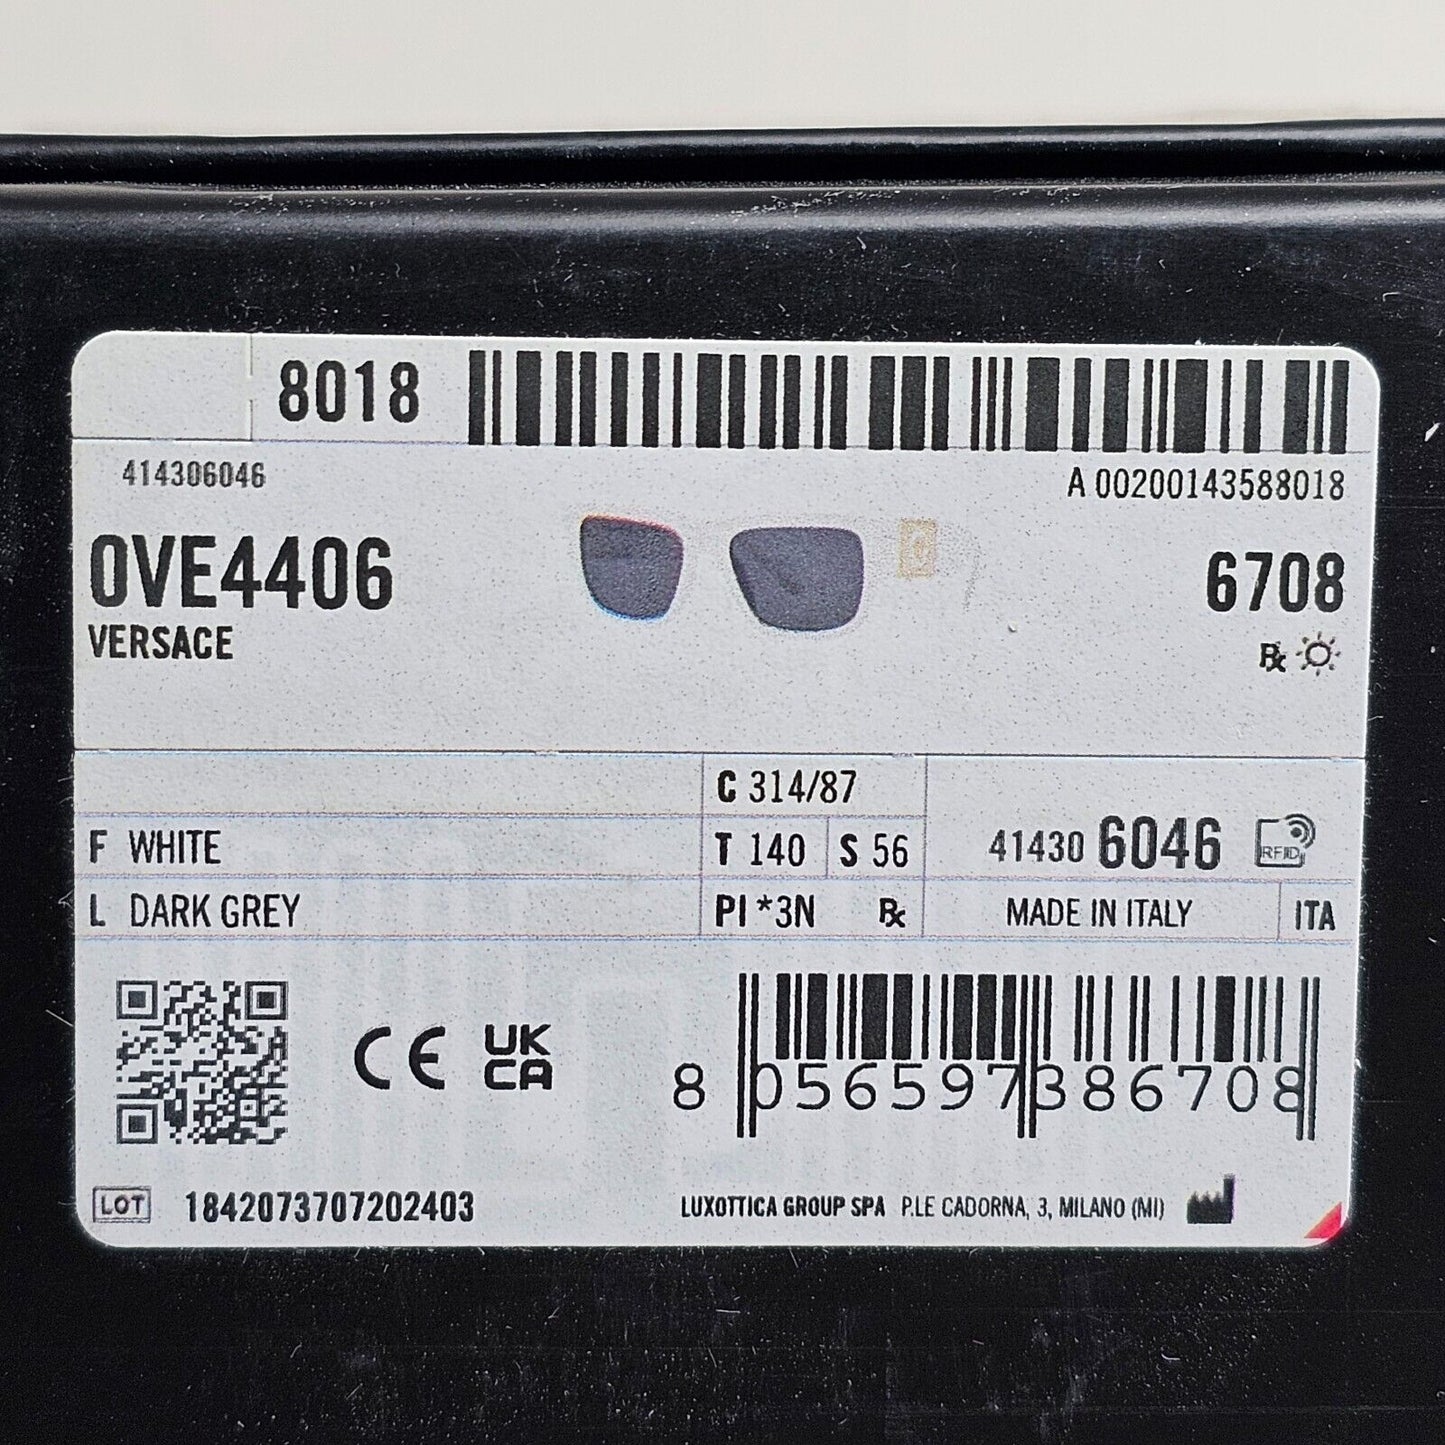 8018
414306046
A 00200143588018
0VE4406
6708
VERSACE
Rx
C 314/87
F WHITE
T 140 S 56
41430 6046
RFID
L DARK GREY
PI *3N Rx
MADE IN ITALY
ITA
CE
UK
CA
8 056597 386708
LOT 1842073707202403
LUXOTTICA GROUP SPA P.LE CADORNA, 3, MILANO (MI)